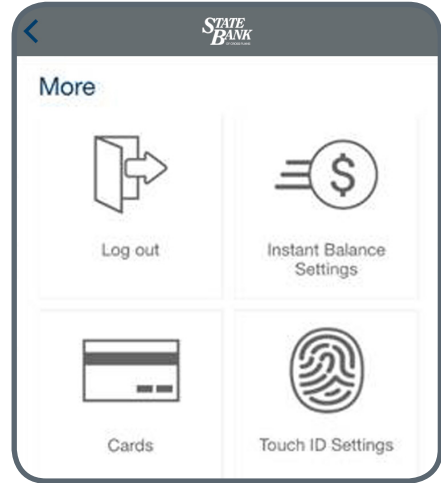 STATE
BANK
More
Log out
Instant Balance
Settings
$
Cards
Touch ID Settings